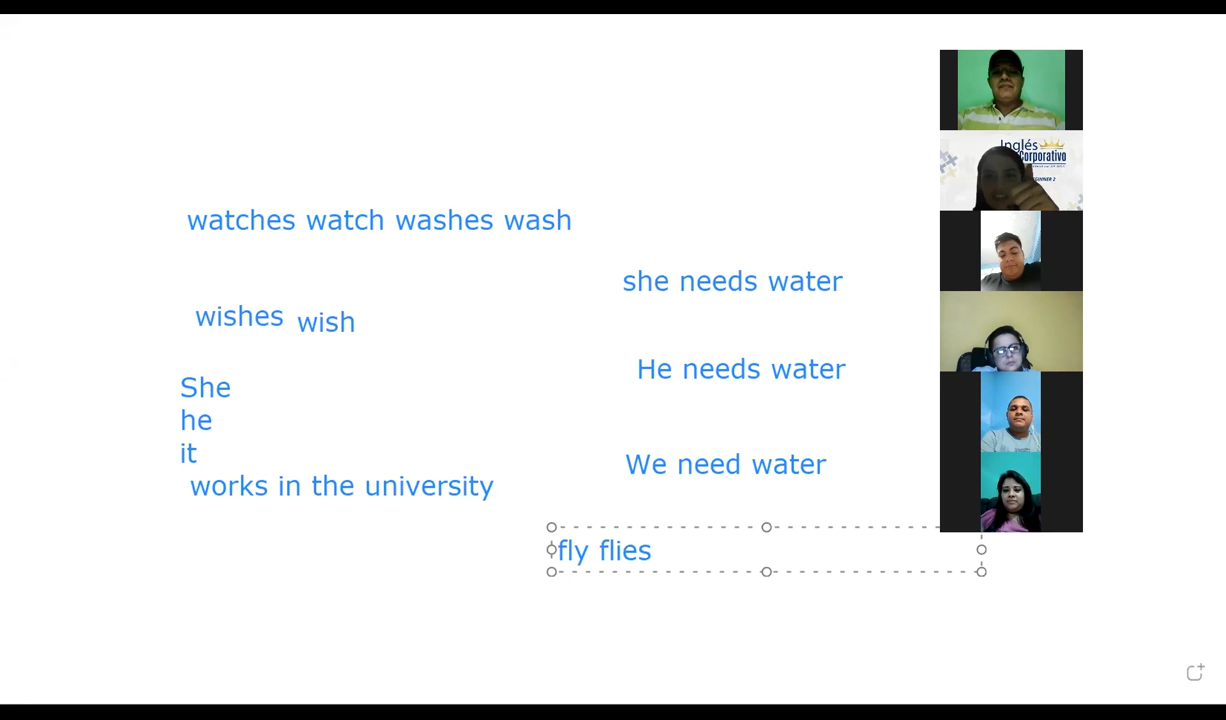 watches watch washes wash
wishes wish
She
he
it
works in the university
she needs water
He needs water
We need water
fly flies
Inglés
Corporativo